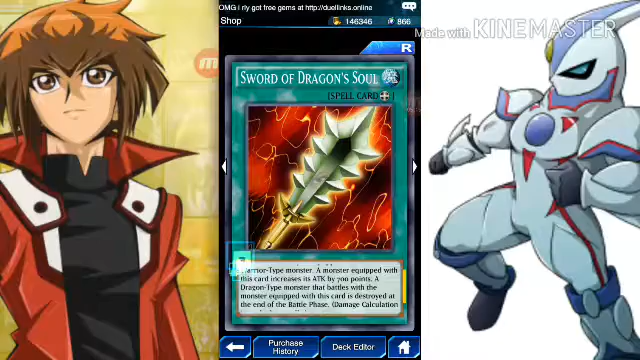 OMG i rly got free gems at http://duellinks.online
Shop
146346
866
Made with KINEMASTER
R
SWORD OF DRAGON'S SOUL
[SPELL CARD ]
Warrior-Type monster. A monster equipped with
this card increases its ATK by 700 points. A
Dragon-Type monster that battles with the
monster equipped with this card is destroyed at
the end of the Battle Phase. (Damage Calculation
Purchase
History
Deck Editor